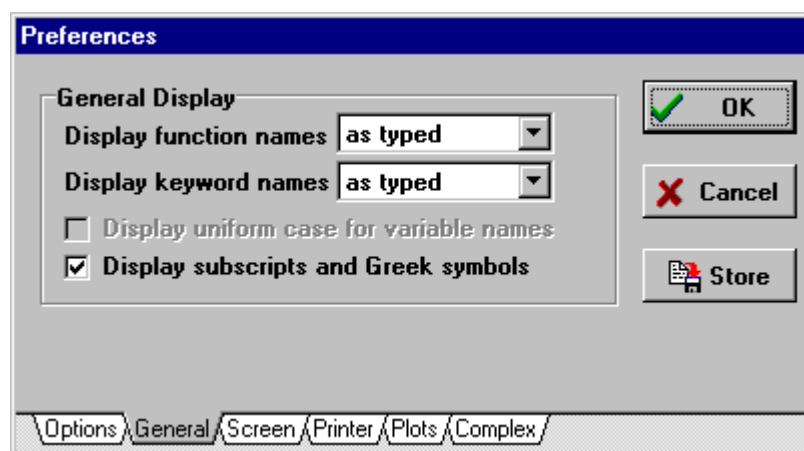 Preferences
General Display
Display function names as typed
Display keyword names as typed
Display uniform case for variable names
Display subscripts and Greek symbols
OK
Cancel
Store
Options General Screen Printer Plots Complex